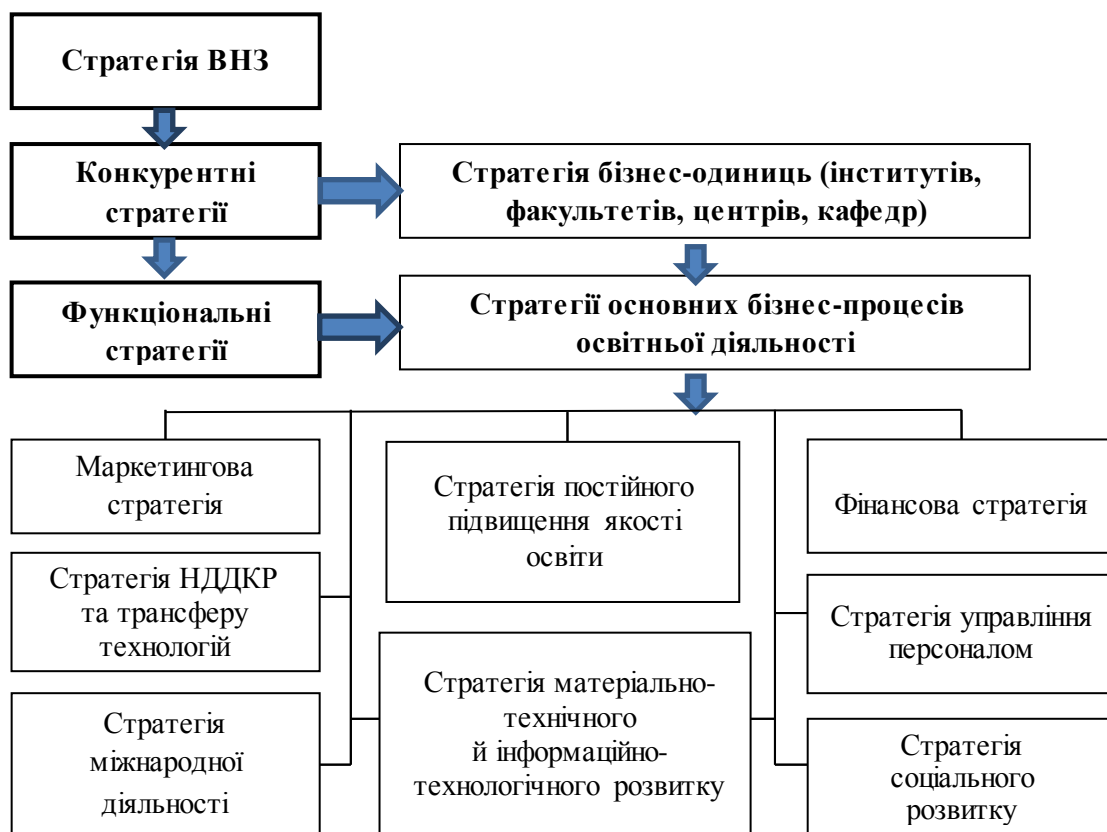 Стратегія ВНЗ
Конкурентні
стратегії
Стратегія бізнес-одиниць (інститутів,
факультетів, центрів, кафедр)
Функціональні
стратегії
Стратегії основних бізнес-процесів
освітньої діяльності
Маркетингова
стратегія
Стратегія постійного
підвищення якості
освіти
Фінансова стратегія
Стратегія НДДКР
та трансферу
технологій
Стратегія управління
персоналом
Стратегія
міжнародної
діяльності
Стратегія матеріально-
технічного
й інформаційно-
технологічного розвитку
Стратегія
соціального
розвитку